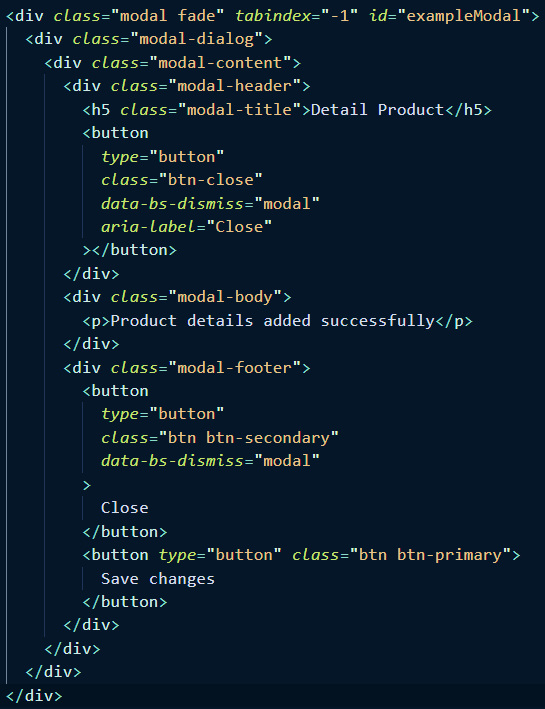 <div class="modal fade" tabindex="-1" id="exampleModal">
<div class="modal-dialog">
<div class="modal-content">
<div class="modal-header">
<h5 class="modal-title">Detail Product</h5>
<button
type="button"
class="btn-close"
data-bs-dismiss="modal"
aria-label="Close"
></button>
</div>
<div class="modal-body">
<p>Product details added successfully</p>
</div>
<div class="modal-footer">
<button
type="button"
class="btn btn-secondary"
data-bs-dismiss="modal"
>
Close
</button>
<button type="button" class="btn btn-primary">
Save changes
</button>
</div>
</div>
</div>
</div>